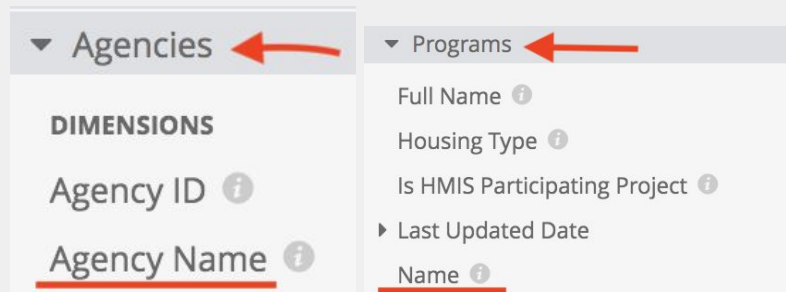 Agencies
DIMENSIONS
Agency ID
Agency Name
Programs
Full Name
Housing Type
Is HMIS Participating Project
Last Updated Date
Name